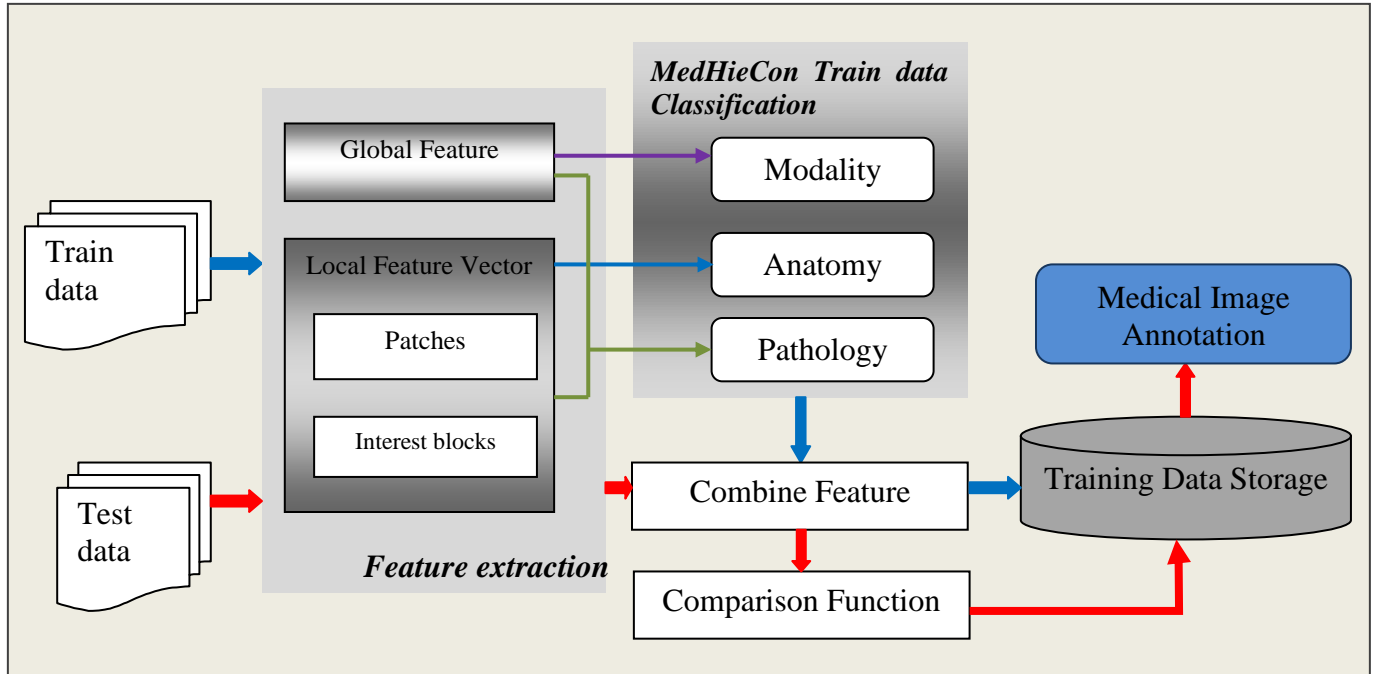 MedHieCon Train data
Classification
Global Feature
Modality
Train
data
Local Feature Vector
Anatomy
Medical Image
Annotation
Patches
Pathology
Interest blocks
Test
data
Combine Feature
Training Data Storage
Feature extraction
Comparison Function